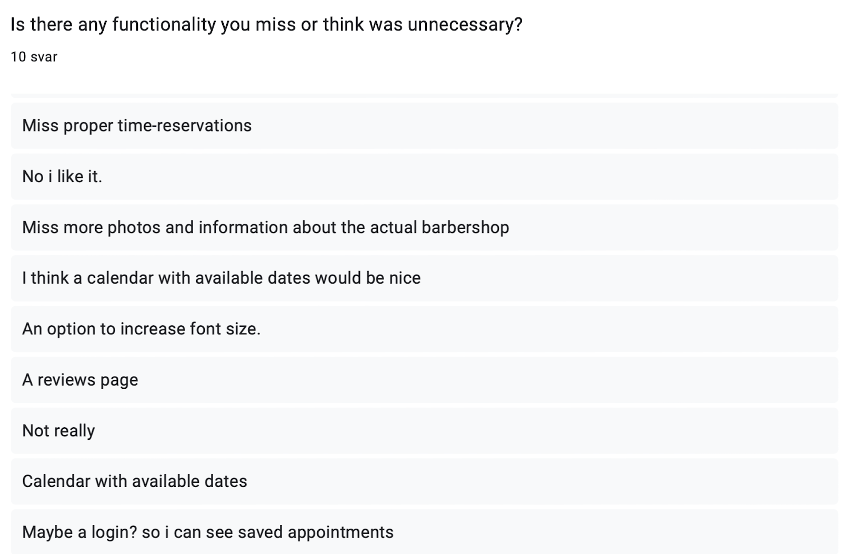 Is there any functionality you miss or think was unnecessary?
10 svar
Miss proper time-reservations
No i like it.
Miss more photos and information about the actual barbershop
I think a calendar with available dates would be nice
An option to increase font size.
A reviews page
Not really
Calendar with available dates
Maybe a login? so i can see saved appointments